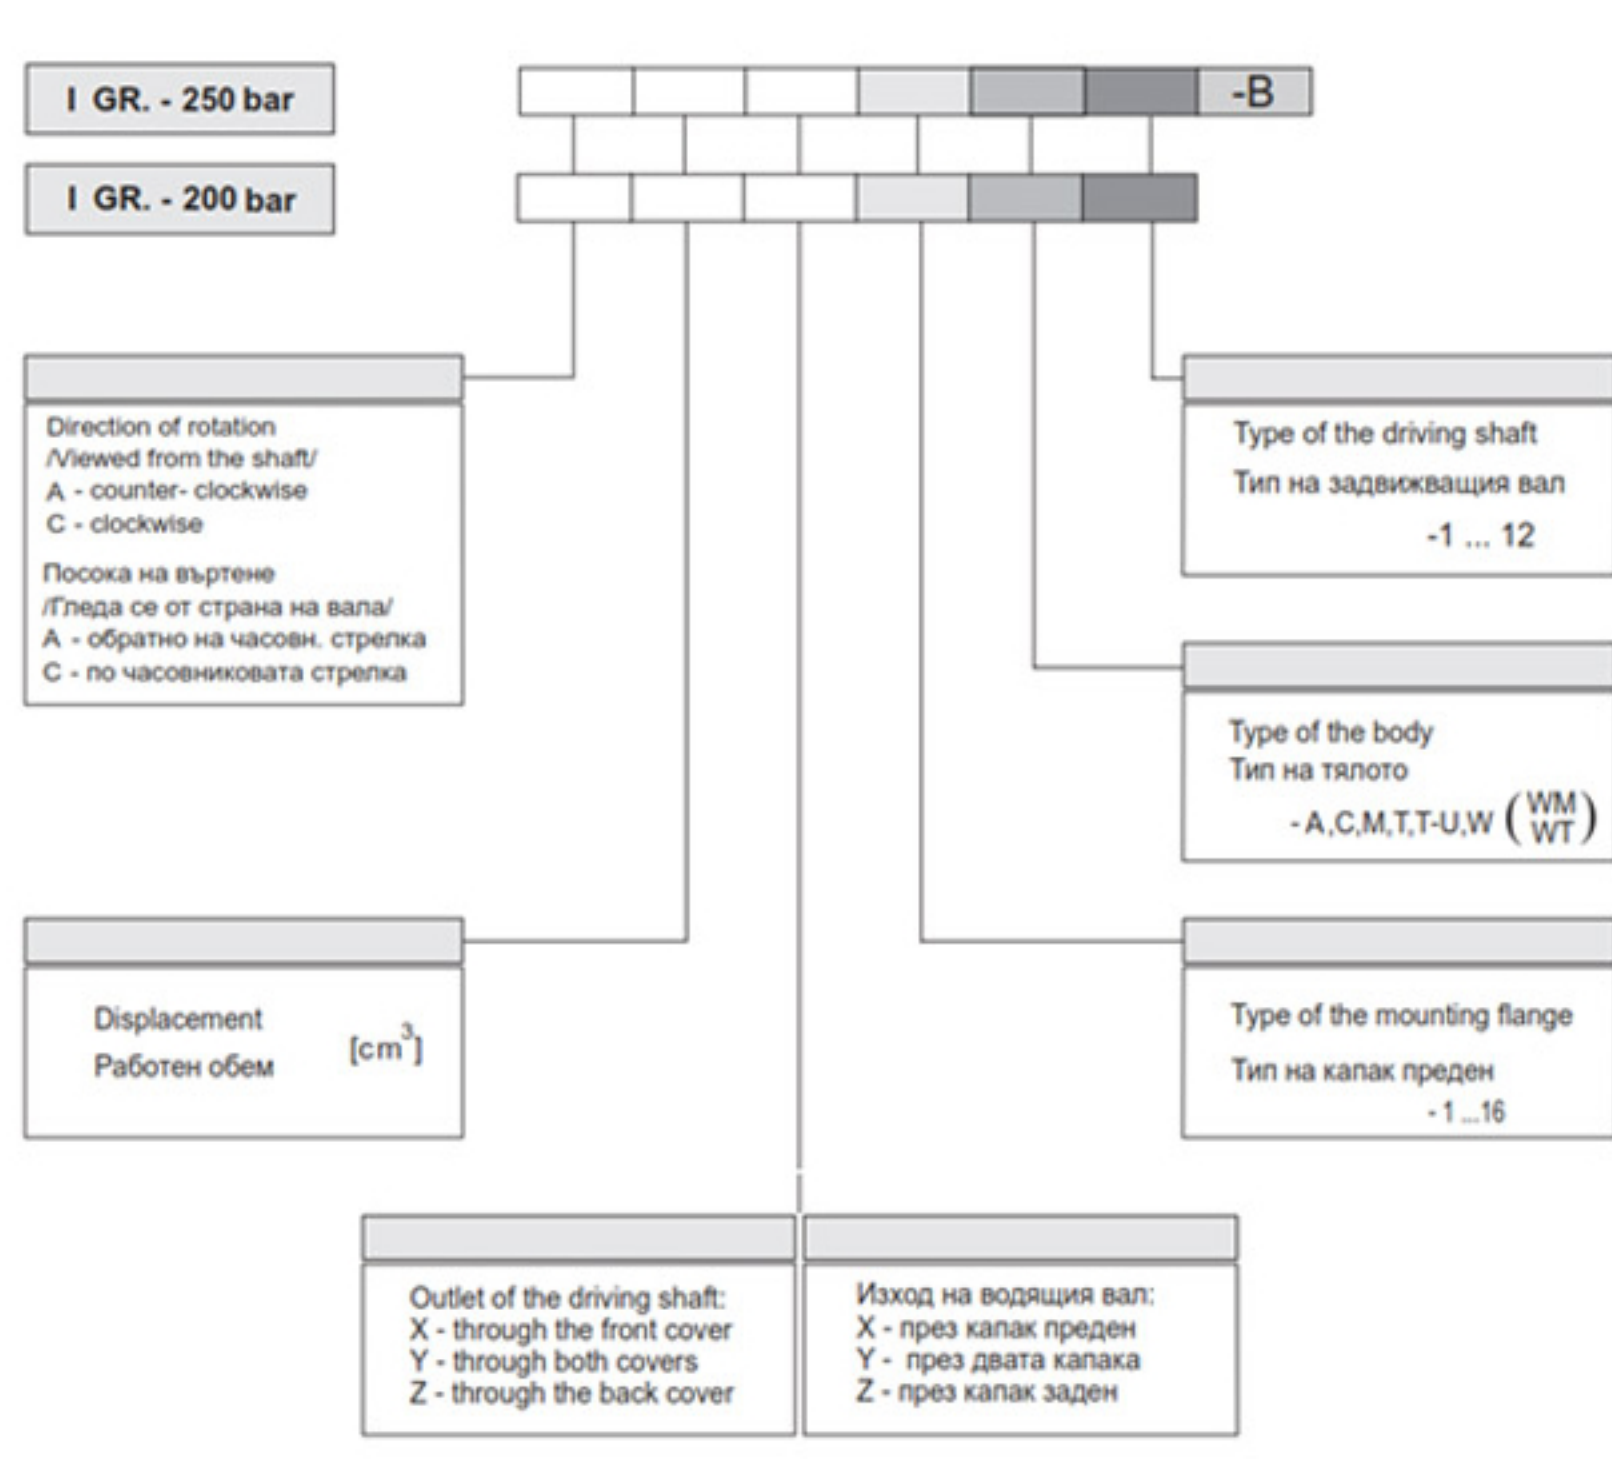 I GR. - 250 bar
-B
I GR. - 200 bar
Direction of rotation
/Viewed from the shaft/
A - counter- clockwise
C - clockwise
Посока на въртене
/Гледа се от страна на вала/
A - обратно на часовн. стрелка
C - по часовниковата стрелка
Type of the driving shaft
Тип на задвижващия вал
-1 ... 12
Type of the body
Тип на тялото
- A,C,M,T,T-U,W (WM
WT)
Displacement
Работен обем [cm³]
Type of the mounting flange
Тип на капак преден
- 1 ...16
Outlet of the driving shaft:
X - through the front cover
Y - through both covers
Z - through the back cover
Изход на водящия вал:
X - през капак преден
Y - през двата капака
Z - през капак заден